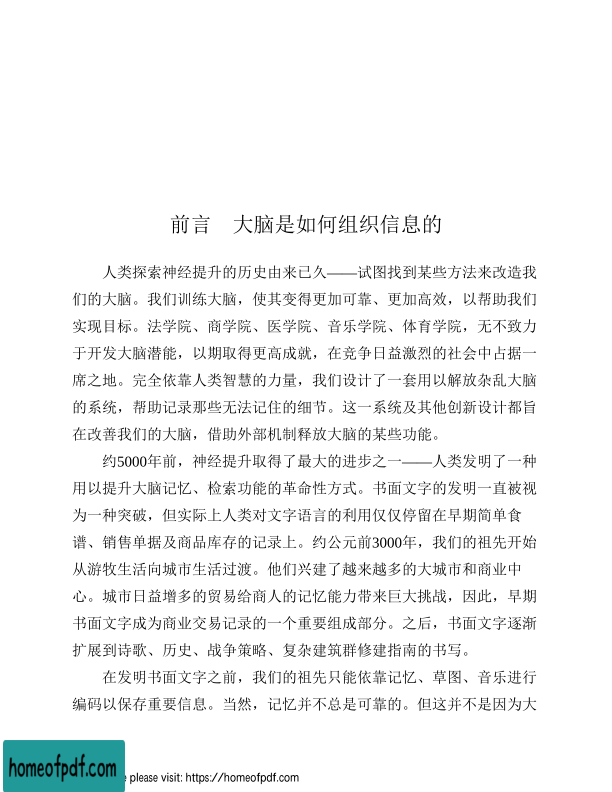 前言　大脑是如何组织信息的
人类探索神经提升的历史由来已久——试图找到某些方法来改造我
们的大脑。我们训练大脑，使其变得更加可靠、更加高效，以帮助我们
实现目标。法学院、商学院、医学院、音乐学院、体育学院，无不致力
于开发大脑潜能，以期取得更高成就，在竞争日益激烈的社会中占据一
席之地。完全依靠人类智慧的力量，我们设计了一套用以解放杂乱大脑
的系统，帮助记录那些无法记住的细节。这一系统及其他创新设计都旨
在改善我们的大脑，借助外部机制释放大脑的某些功能。
约5000年前，神经提升取得了最大的进步之一——人类发明了一种
用以提升大脑记忆、检索功能的革命性方式。书面文字的发明一直被视
为一种突破，但实际上人类对文字语言的利用仅仅停留在早期简单食
谱、销售单据及商品库存的记录上。约公元前3000年，我们的祖先开始
从游牧生活向城市生活过渡。他们兴建了越来越多的大城市和商业中
心。城市日益增多的贸易给商人的记忆能力带来巨大挑战，因此，早期
书面文字成为商业交易记录的一个重要组成部分。之后，书面文字逐渐
扩展到诗歌、历史、战争策略、复杂建筑群修建指南的书写。
在发明书面文字之前，我们的祖先只能依靠记忆、草图、音乐进行
编码以保存重要信息。当然，记忆并不总是可靠的。但这并不是因为大
homeofpdf.com
e please visit: https://homeofpdf.com